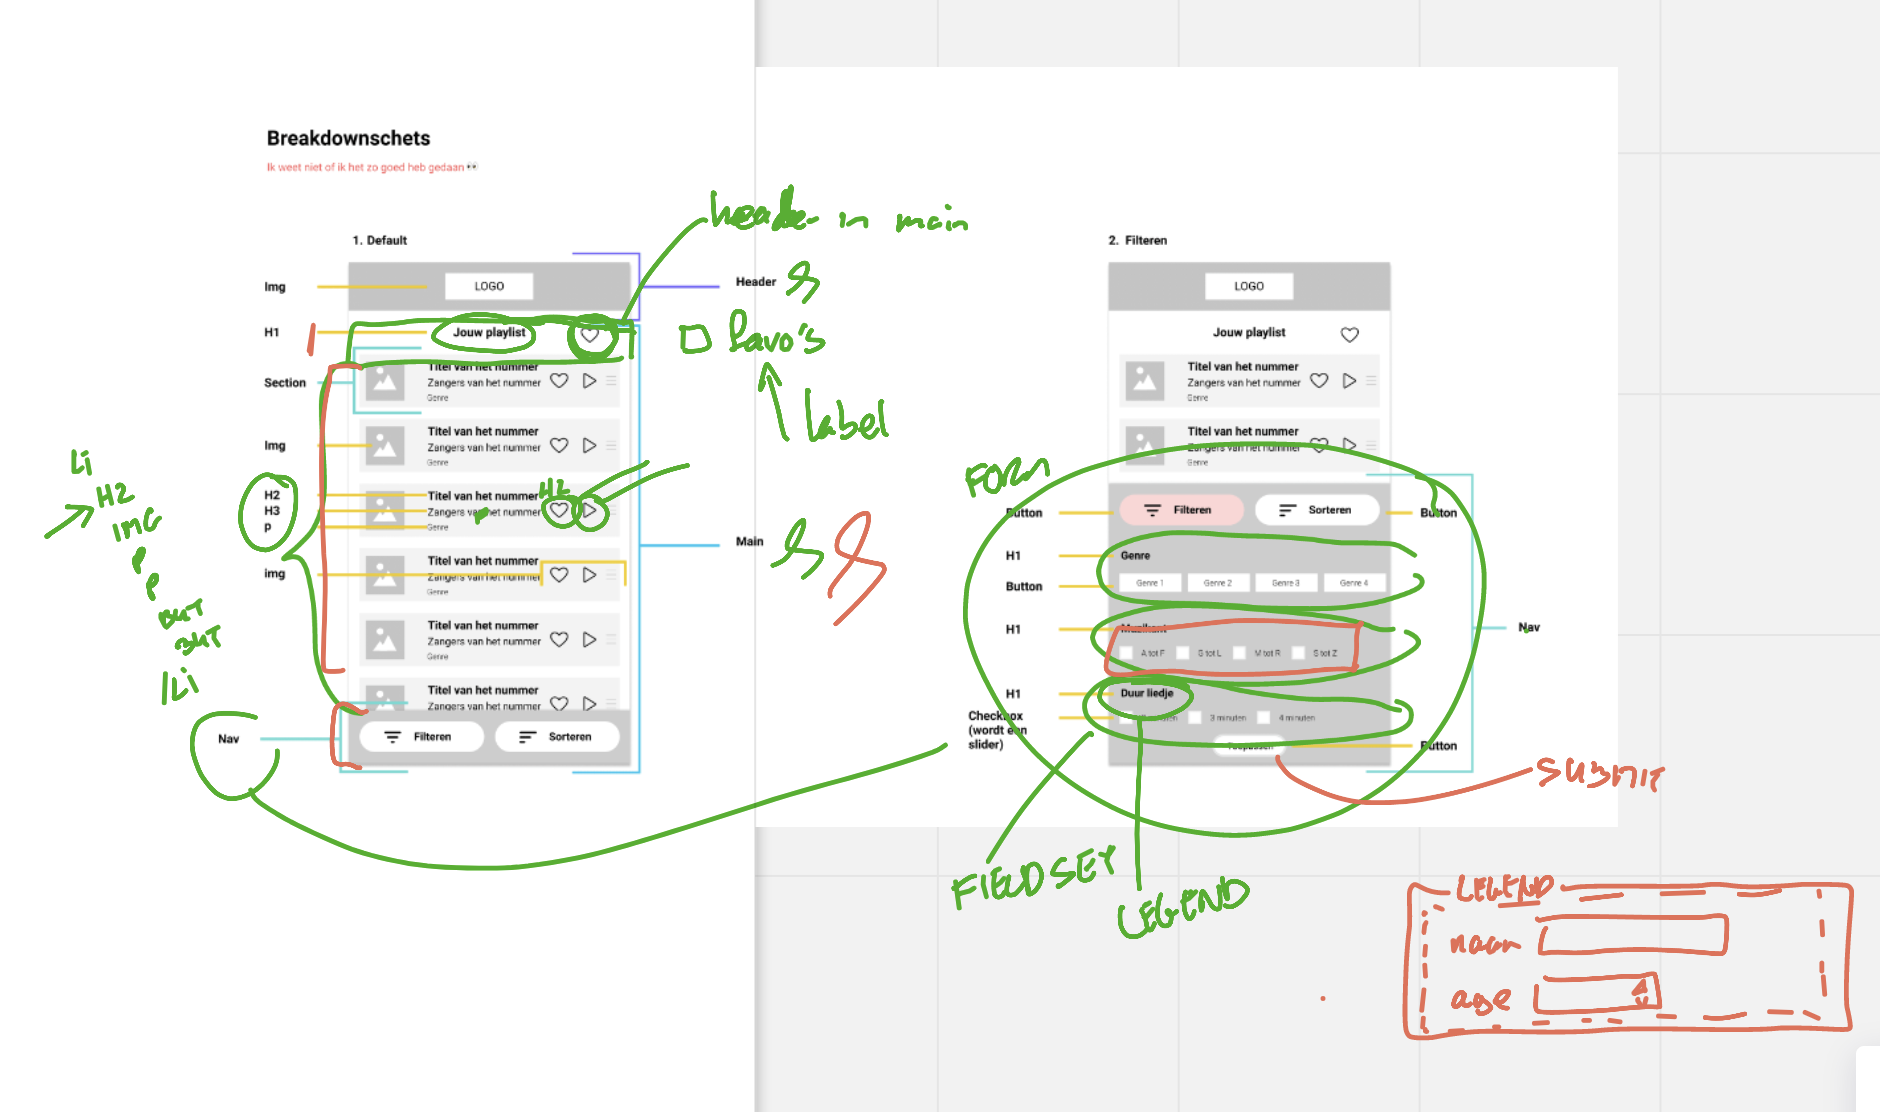 Breakdownschets
Ik weet niet of ik het zo goed heb gedaan 👀
header in main
1. Default
Img
LOGO
Header
H1
Jouw playlist
favo's
label
Section
Titel van het nummer
Zangers van het nummer
Genre
Img
Titel van het nummer
Zangers van het nummer
Genre
H2
H3
P
Titel van het nummer
Zangers van het nummer
Genre
H2
P
Main
img
Titel van het nummer
Zangers van het nummer
Genre
Titel van het nummer
Zangers van het nummer
Genre
Titel van het nummer
Zangers van het nummer
Nav
Filteren
Sorteren
Li
H2
IMG
P
P
BUT
BUT
/Li
2. Filteren
LOGO
Jouw playlist
Titel van het nummer
Zangers van het nummer
Genre
Titel van het nummer
Zangers van het nummer
Genre
FORM
Button
Filteren
Sorteren
Button
H1
Genre
Button
Genre 1
Genre 2
Genre 3
Genre 4
H1
Muzikant
A tot F
G tot L
M tot R
S tot Z
Nav
H1
Duur liedje
Checkbox
(wordt een
slider)
3 minuten
4 minuten
Toepassen
Button
SUBMIT
FIELDSET
LEGEND
LEGEND
naam
age